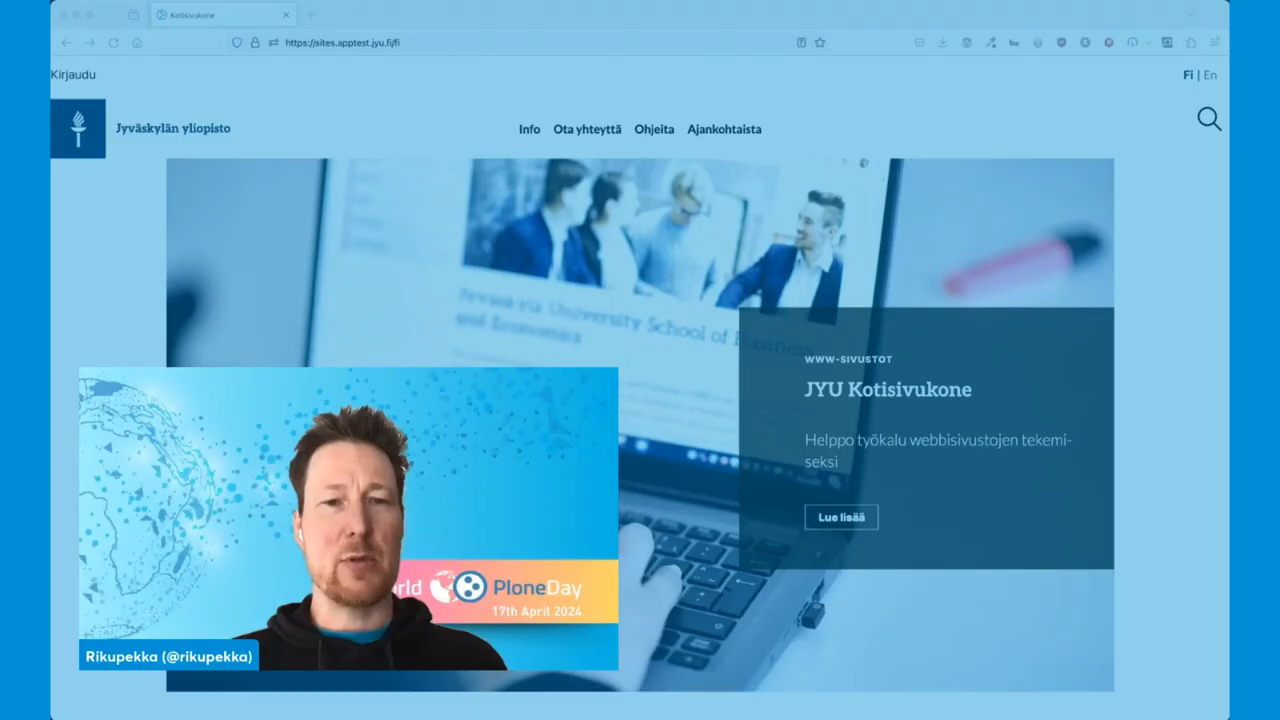 Kotisivukone
https://sites.apptest.jyu.fi/fi
Kirjaudu
Fi | En
Jyväskylän yliopisto
Info Ota yhteyttä Ohjeita Ajankohtaista
Jyväskylä University School of Business
and Economics
WWW-SIVUSTOT
JYU Kotisivukone
Helppo työkalu webbisivustojen tekemi-
seksi
Lue lisää
PloneDay
17th April 2024
Rikupekka (@rikupekka)